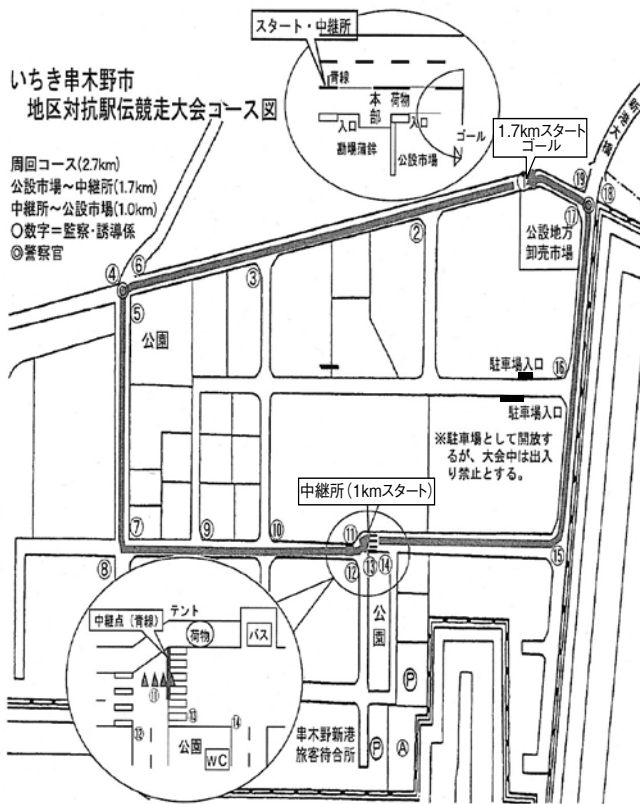 いちき串木野市
地区対抗駅伝競走大会コース図
周回コース(2.7km)
公設市場～中継所(1.7km)
中継所～公設市場(1.0km)
○数字＝監察・誘導係
◎警察官
スタート・中継所
青線
本部
荷物
入口
入口
ゴール
勘場蒲鉾
公設市場
1.7kmスタート
ゴール
新港大橋
⑲
⑱
⑰
公設地方
卸売市場
②
③
④
⑥
⑤
公園
駐車場入口
⑯
駐車場入口
※駐車場として開放す
るが、大会中は出入
り禁止とする。
中継所(1kmスタート)
⑦
⑨
⑩
⑪
⑧
⑫
⑬
⑭
⑮
公園
テント
中継点(青線)
荷物
バス
⑪
⑫
⑬
⑭
公園
WC
串木野新港
旅客待合所
Ⓟ
Ⓟ
Ⓐ